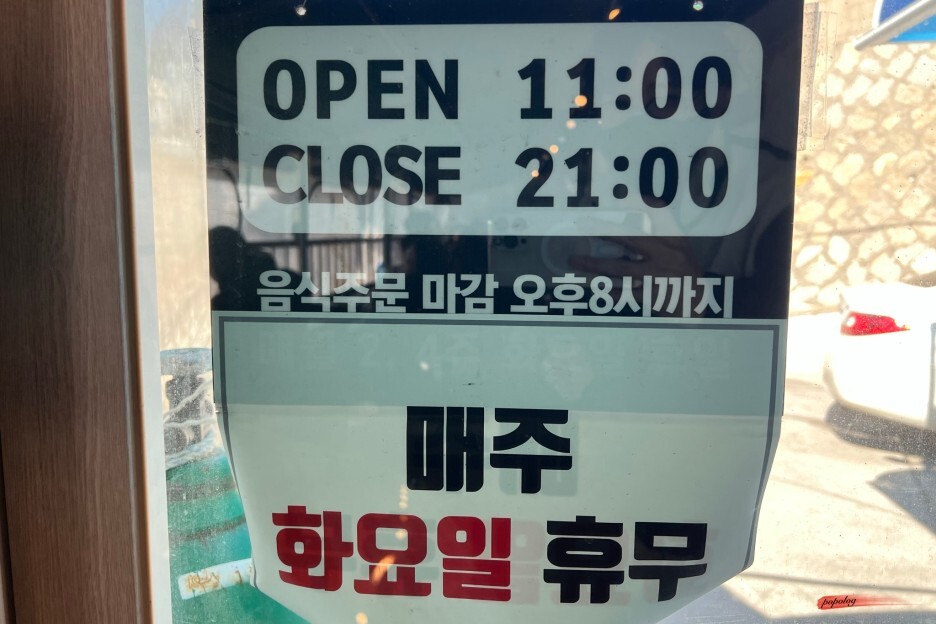 OPEN 11:00
CLOSE 21:00
음식주문 마감 오후8시까지
매주
화요일 휴무
popolog